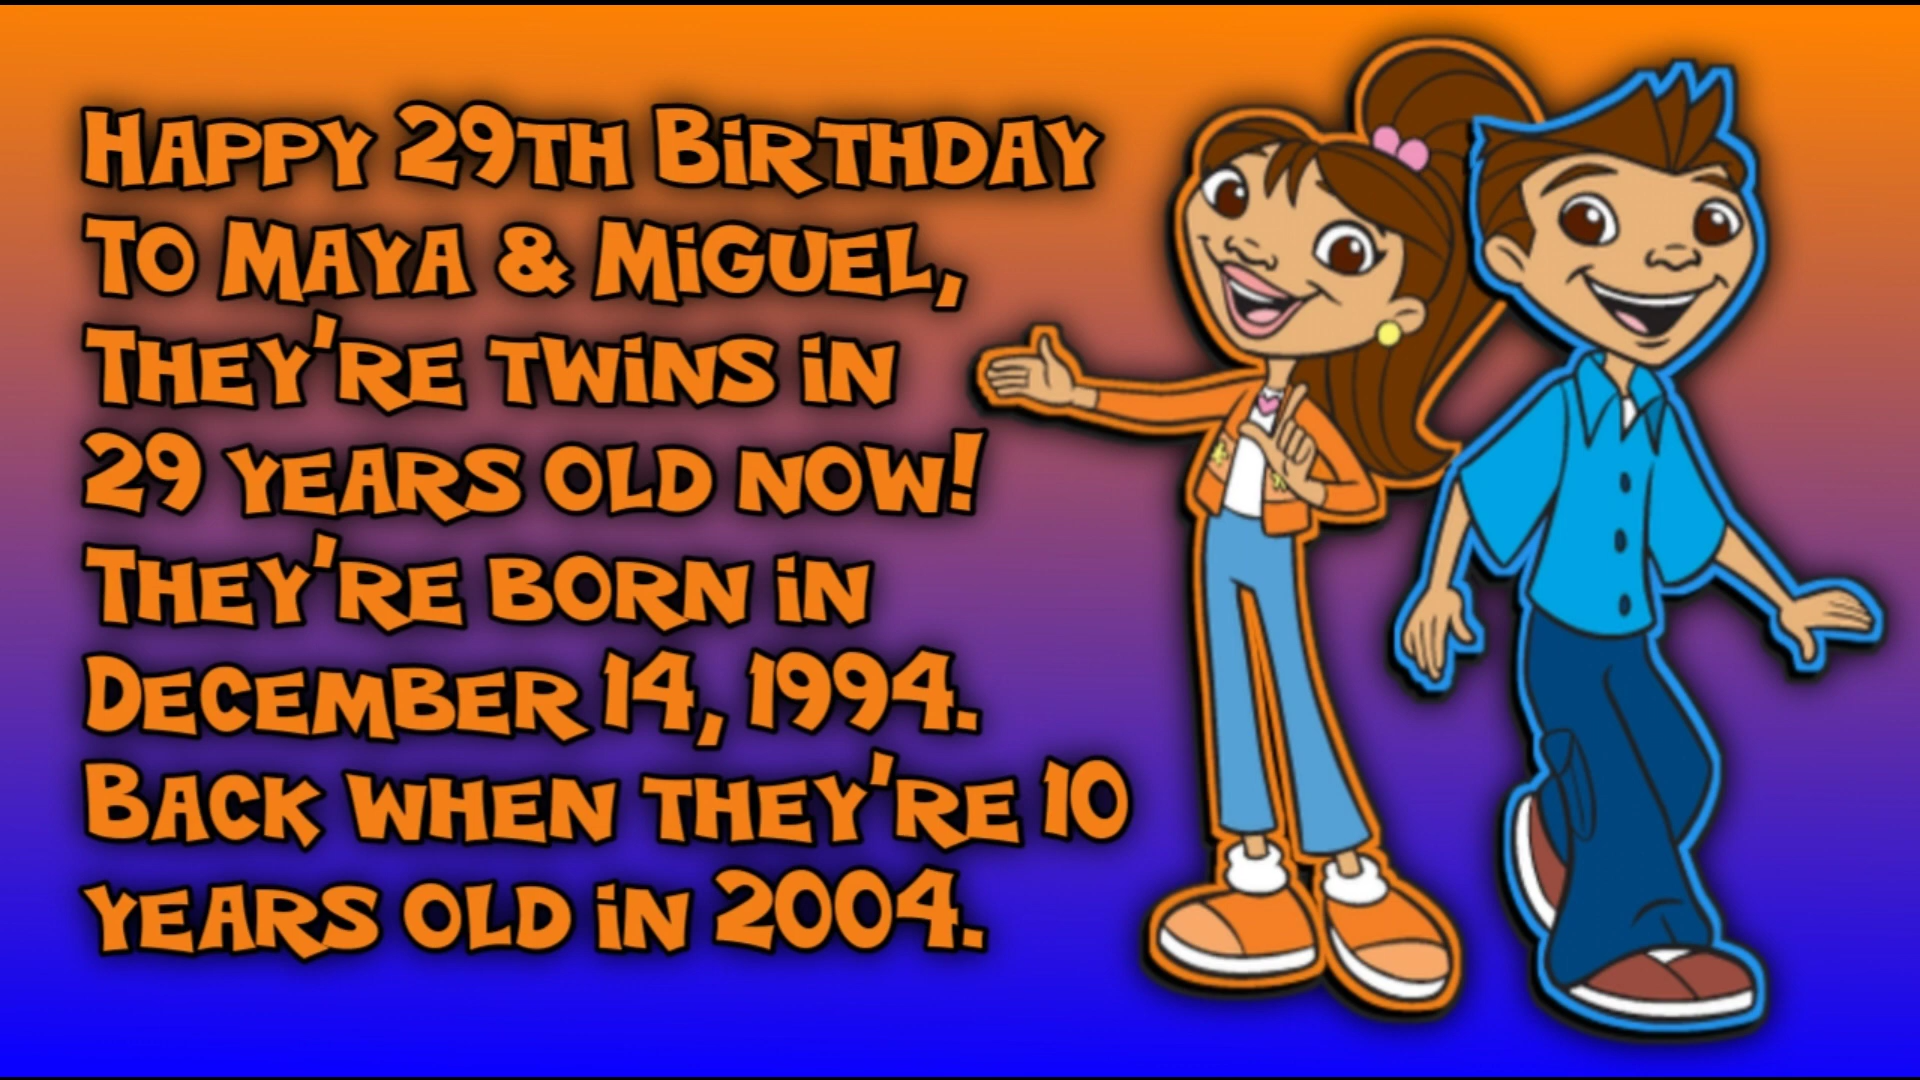 Happy 29th Birthday
To Maya & Miguel,
They're twins in
29 years old now!
They're born in
December 14, 1994.
Back when they're 10
years old in 2004.